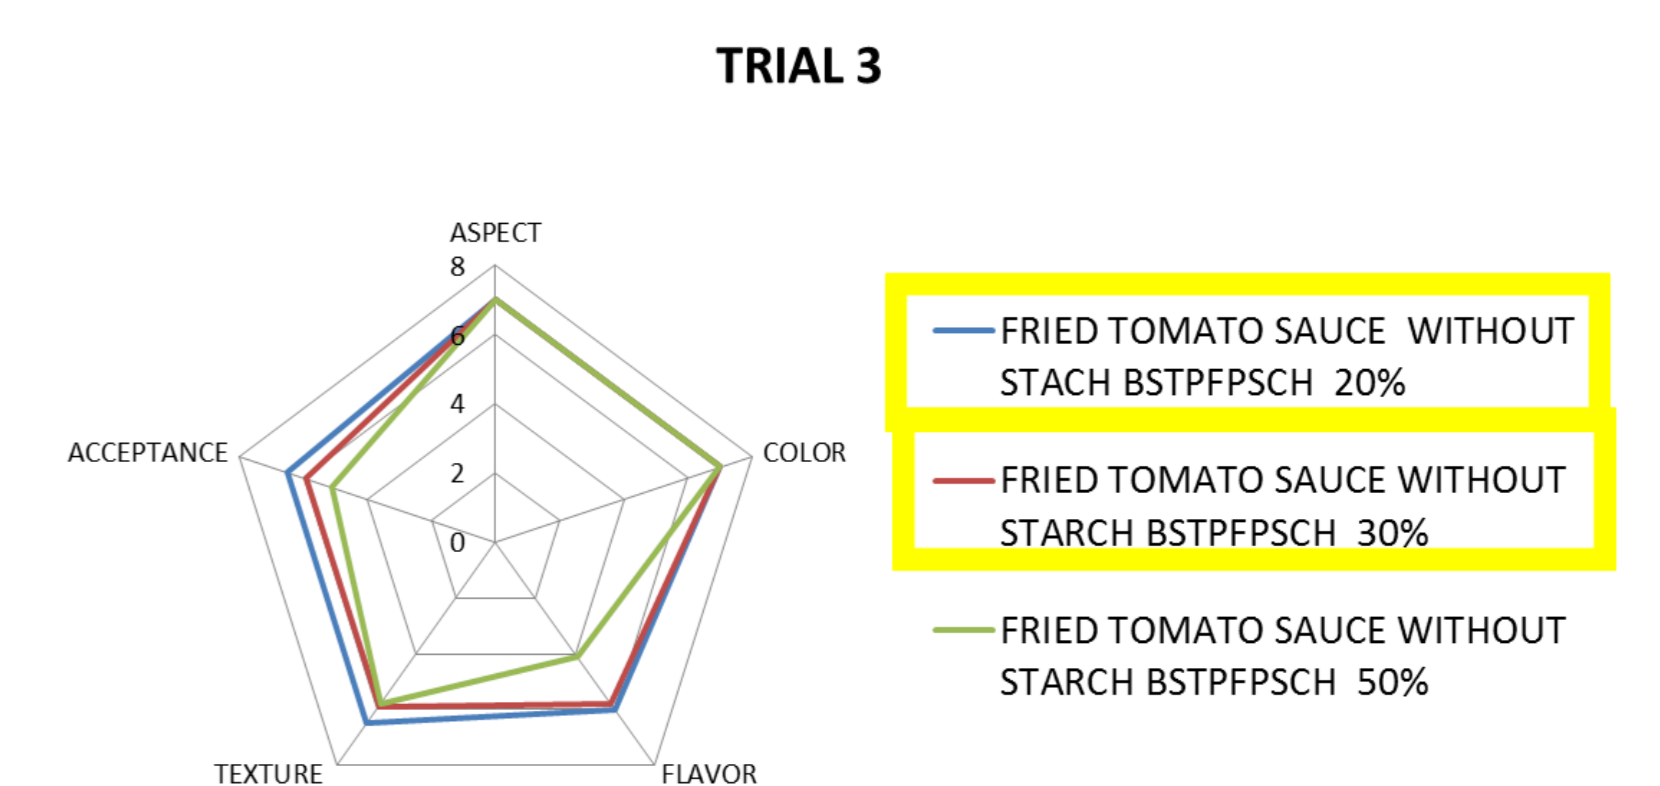 TRIAL 3
ASPECT
8
6
4
2
0
ACCEPTANCE
COLOR
TEXTURE
FLAVOR
FRIED TOMATO SAUCE  WITHOUT
STACH BSTPFPSCH  20%
FRIED TOMATO SAUCE WITHOUT
STARCH BSTPFPSCH  30%
FRIED TOMATO SAUCE WITHOUT
STARCH BSTPFPSCH  50%